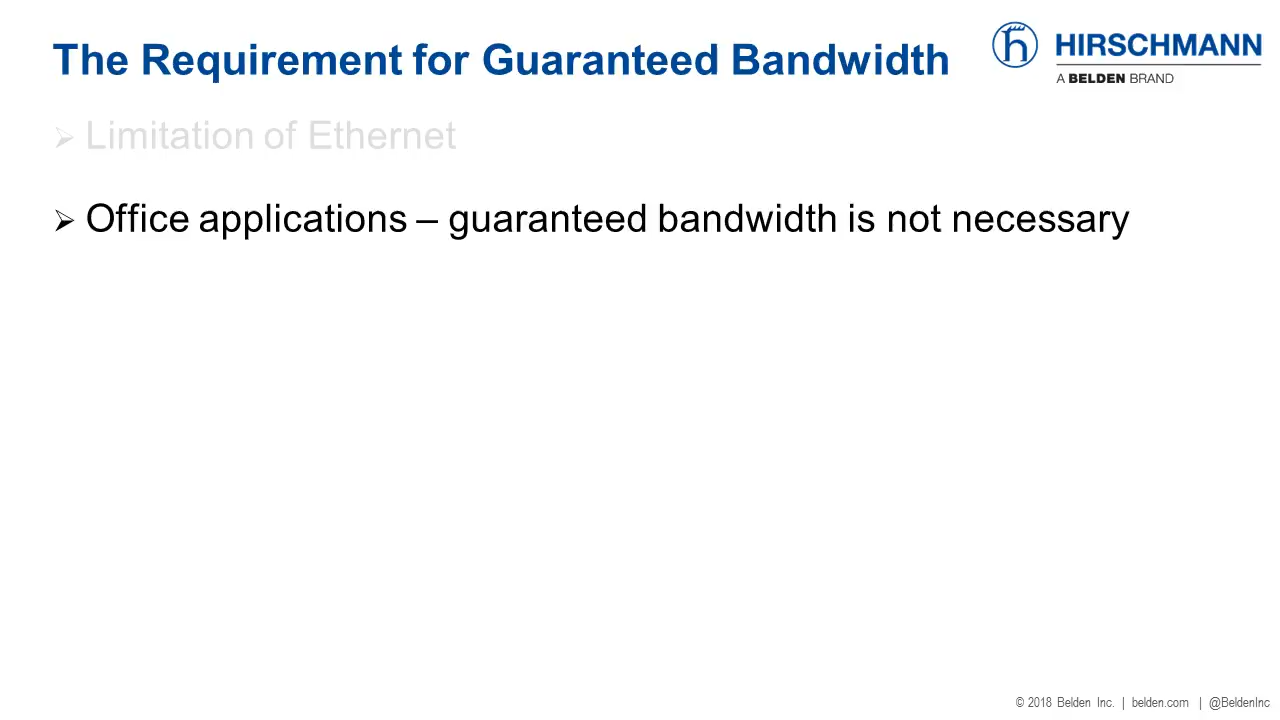 The Requirement for Guaranteed Bandwidth
HIRSCHMANN
A BELDEN BRAND
➢ Limitation of Ethernet
➢ Office applications – guaranteed bandwidth is not necessary
© 2018 Belden Inc. | belden.com | @BeldenInc